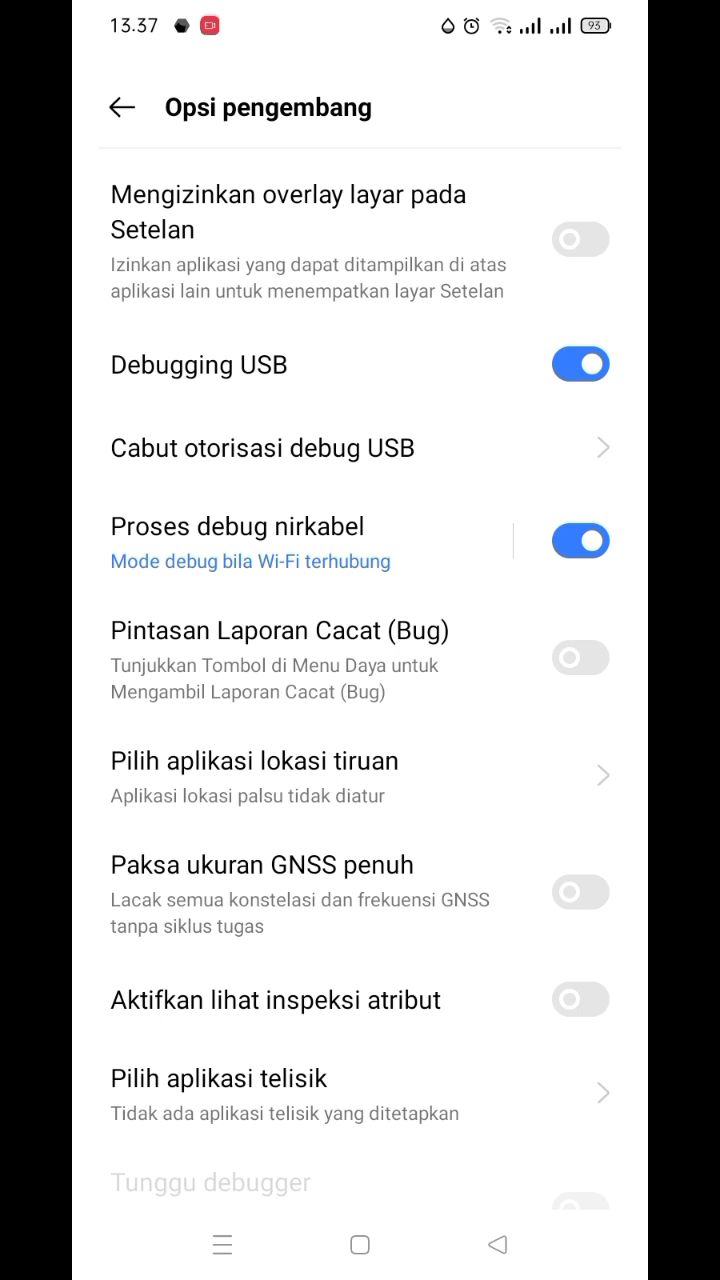 13.37
93
Opsi pengembang
Mengizinkan overlay layar pada
Setelan
Izinkan aplikasi yang dapat ditampilkan di atas
aplikasi lain untuk menempatkan layar Setelan
Debugging USB
Cabut otorisasi debug USB
Proses debug nirkabel
Mode debug bila Wi-Fi terhubung
Pintasan Laporan Cacat (Bug)
Tunjukkan Tombol di Menu Daya untuk
Mengambil Laporan Cacat (Bug)
Pilih aplikasi lokasi tiruan
Aplikasi lokasi palsu tidak diatur
Paksa ukuran GNSS penuh
Lacak semua konstelasi dan frekuensi GNSS
tanpa siklus tugas
Aktifkan lihat inspeksi atribut
Pilih aplikasi telisik
Tidak ada aplikasi telisik yang ditetapkan
Tunggu debugger